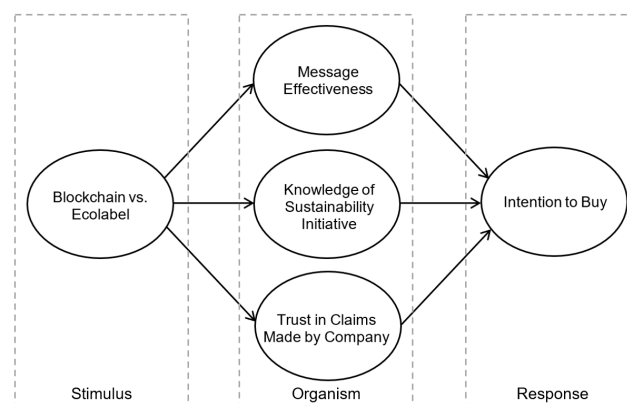 Message
Effectiveness
Blockchain vs.
Ecolabel
Knowledge of
Sustainability
Initiative
Intention to Buy
Trust in Claims
Made by Company
Stimulus
Organism
Response